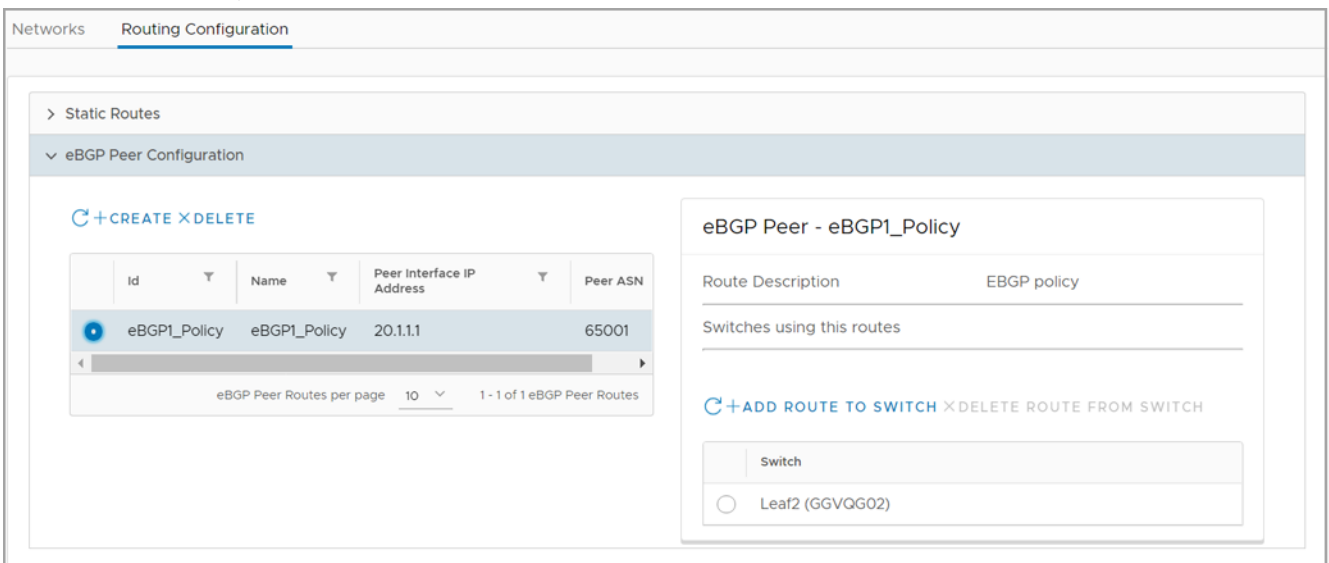 Networks Routing Configuration
Static Routes
eBGP Peer Configuration
CREATE DELETE
Id Name Peer Interface IP Address Peer ASN
eBGP1_Policy eBGP1_Policy 20.1.1.1 65001
eBGP Peer Routes per page 10 1 - 1 of 1 eBGP Peer Routes
eBGP Peer - eBGP1_Policy
Route Description EBGP policy
Switches using this routes
ADD ROUTE TO SWITCH DELETE ROUTE FROM SWITCH
Switch
Leaf2 (GGVQG02)